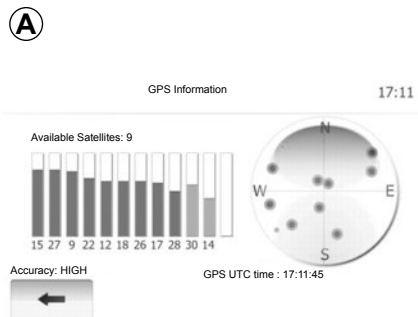 A
GPS Information
17:11
Available Satellites: 9
N
W
E
S
15 27 9 22 12 18 26 17 28 30 14
Accuracy: HIGH
GPS UTC time : 17:11:45